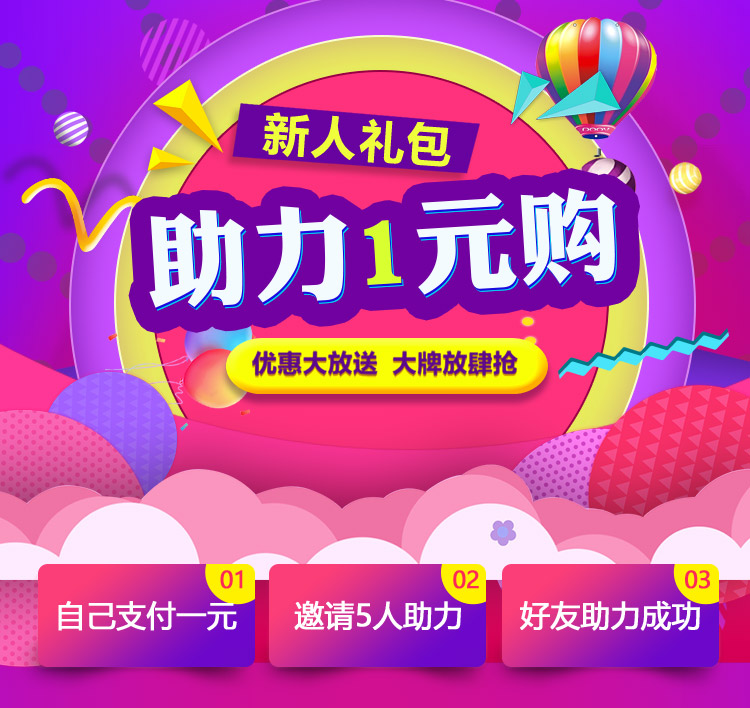 新人礼包
助力1元购
优惠大放送 大牌放肆抢
01
自己支付一元
02
邀请5人助力
03
好友助力成功